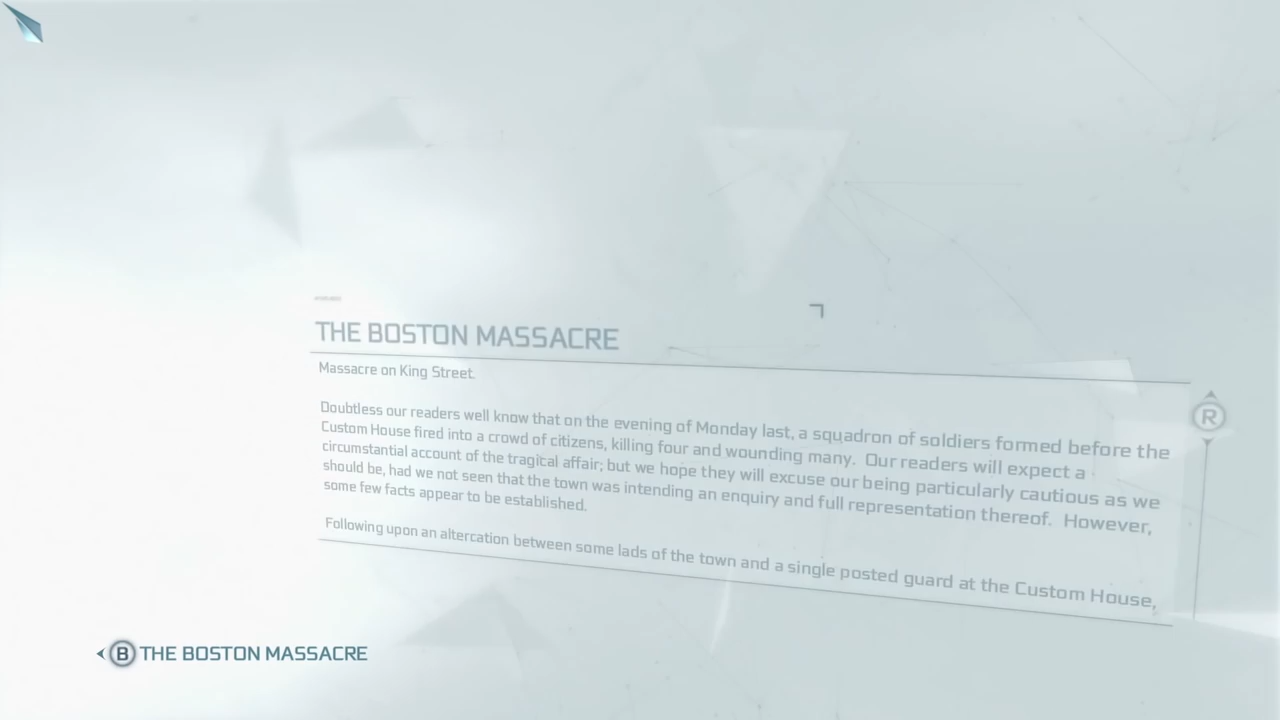 THE BOSTON MASSACRE
Massacre on King Street.
Doubtless our readers well know that on the evening of Monday last, a squadron of soldiers formed before the
Custom House fired into a crowd of citizens, killing four and wounding many. Our readers will expect a
circumstantial account of the tragical affair; but we hope they will excuse our being particularly cautious as we
should be, had we not seen that the town was intending an enquiry and full representation thereof. However,
some few facts appear to be established.
Following upon an altercation between some lads of the town and a single posted guard at the Custom House,
R
B THE BOSTON MASSACRE